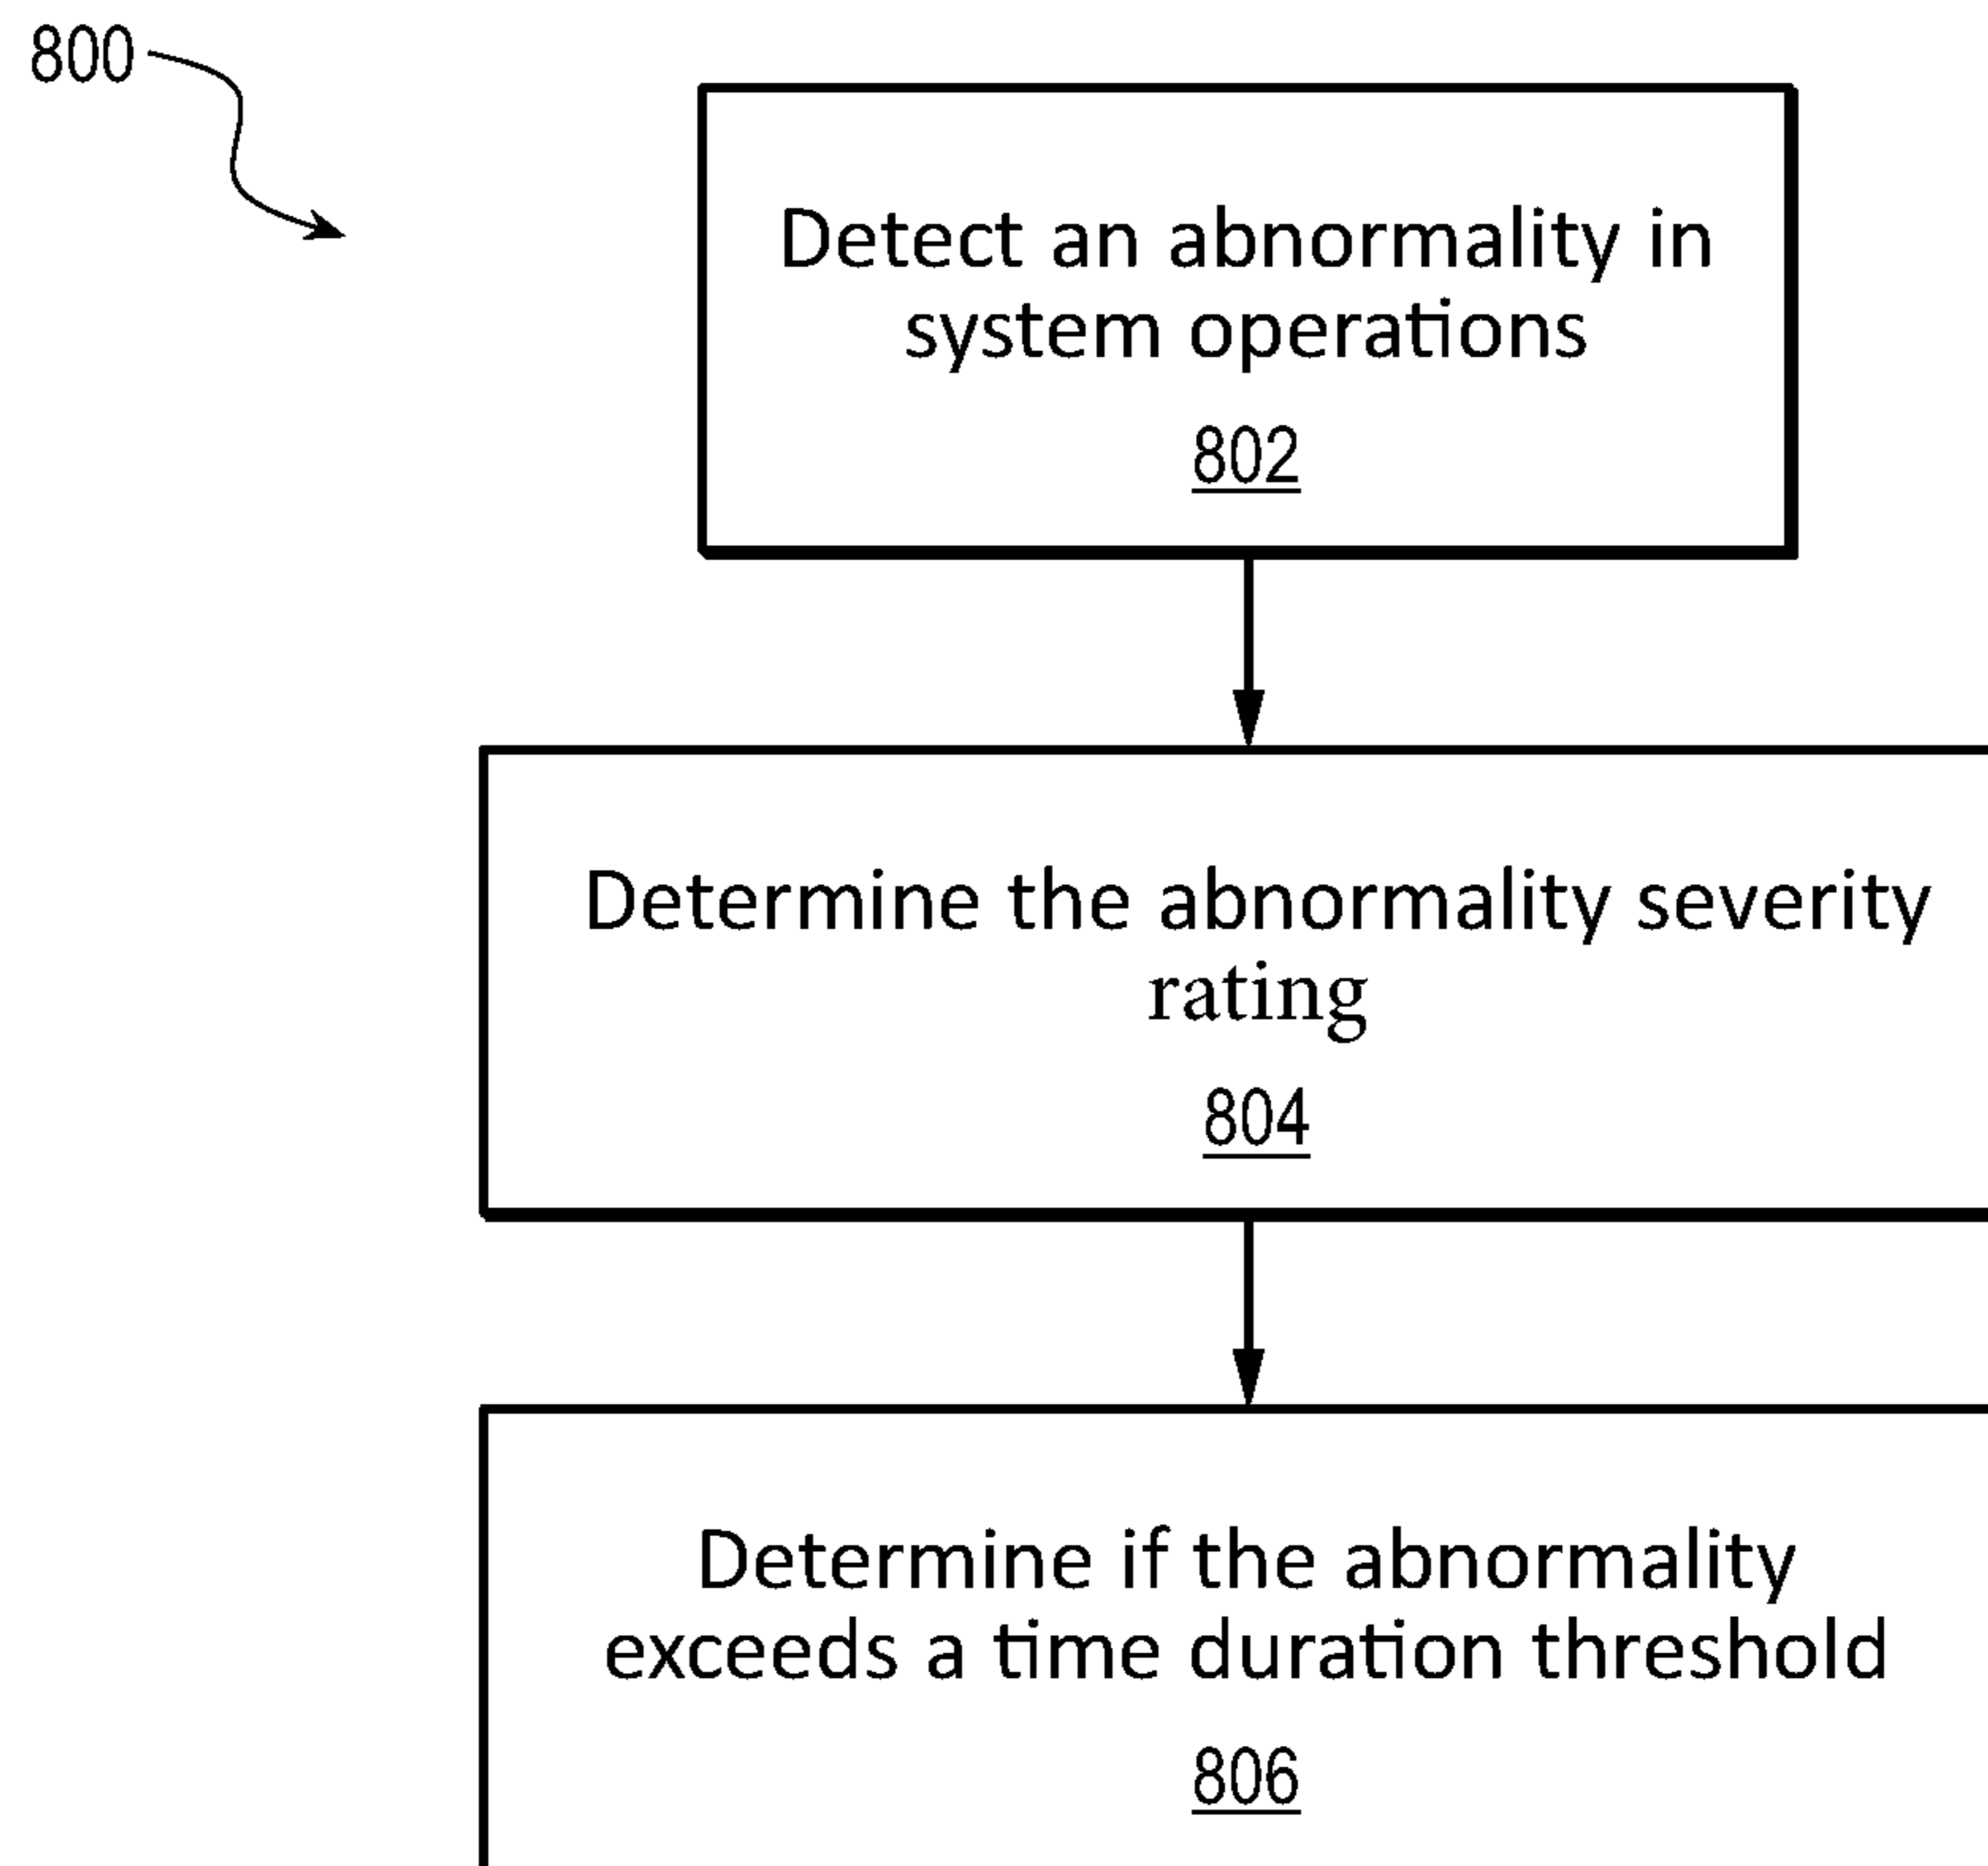 800
Detect an abnormality in
system operations
802
Determine the abnormality severity
rating
804
Determine if the abnormality
exceeds a time duration threshold
806